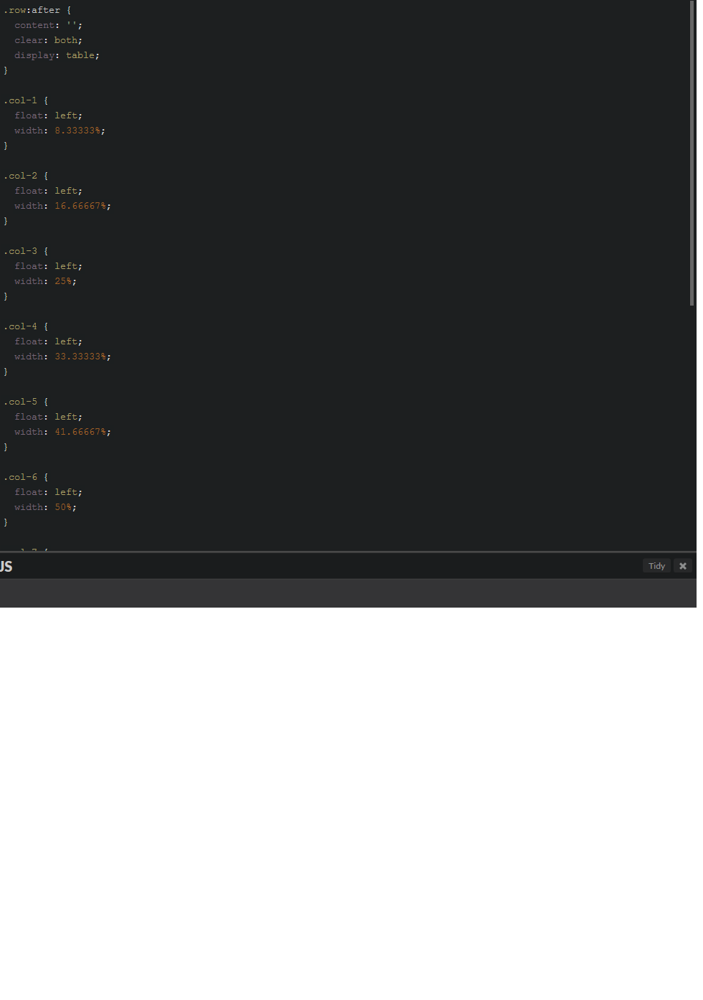 .row:after {
  content: '';
  clear: both;
  display: table;
}
.col-1 {
  float: left;
  width: 8.33333%;
}
.col-2 {
  float: left;
  width: 16.66667%;
}
.col-3 {
  float: left;
  width: 25%;
}
.col-4 {
  float: left;
  width: 33.33333%;
}
.col-5 {
  float: left;
  width: 41.66667%;
}
.col-6 {
  float: left;
  width: 50%;
}
JS
Tidy